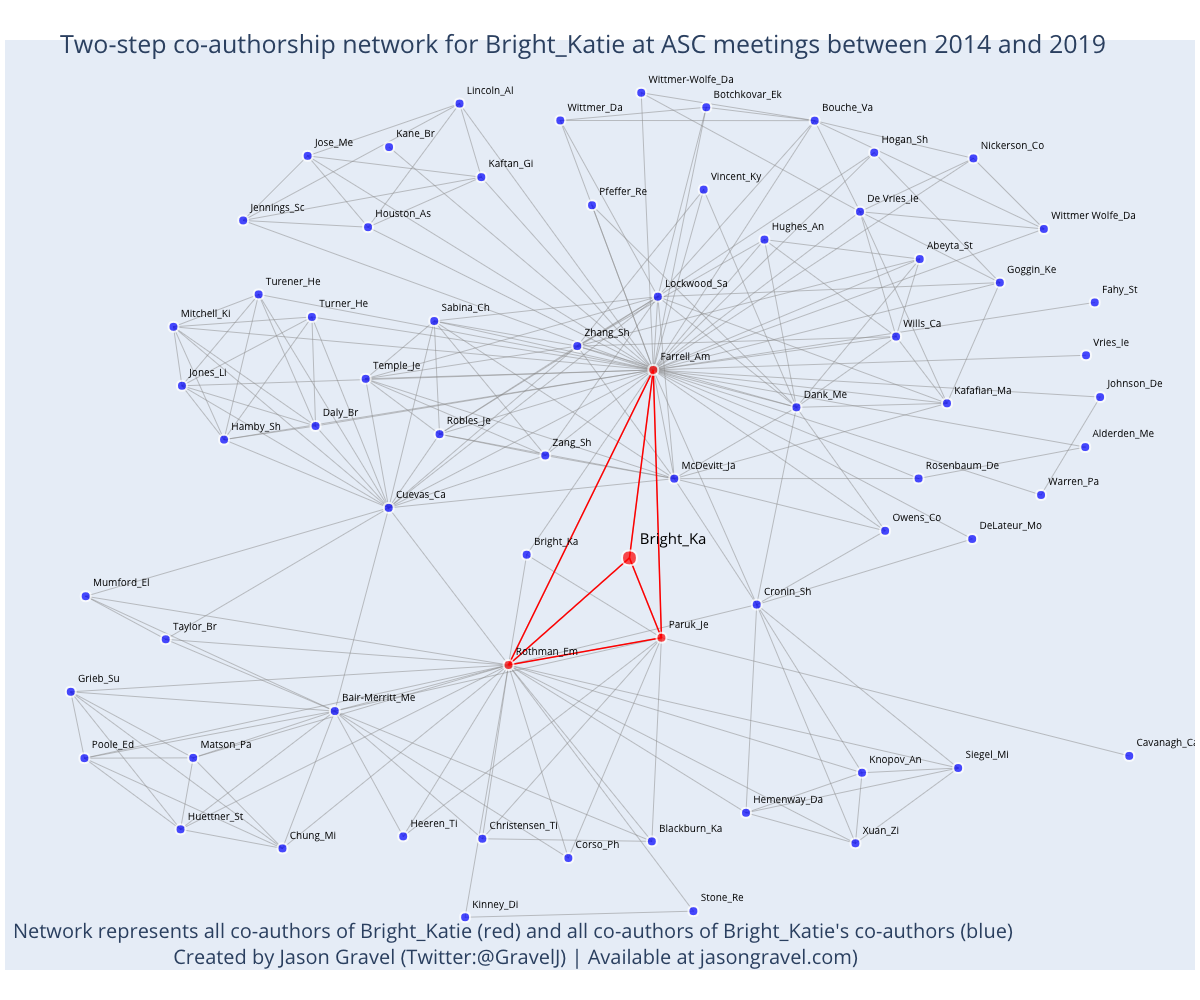 Two-step co-authorship network for Bright_Katie at ASC meetings between 2014 and 2019
Wittmer-Wolfe_Da
Lincoln_Al
Botchkovar_Ek
Wittmer_Da
Bouche_Va
Kane_Br
Jose_Me
Hogan_Sh
Nickerson_Co
Kaftan_Gi
Vincent_Ky
Pfeffer_Re
De Vries_Ie
Jennings_Sc
Houston_As
Wittmer Wolfe_Da
Hughes_An
Abeyta_St
Goggin_Ke
Turener_He
Lockwood_Sa
Fahy_St
Turner_He
Sabina_Ch
Mitchell_Ki
Wills_Ca
Zhang_Sh
Vries_Ie
Farrell_Am
Temple_Je
Jones_Li
Johnson_De
Kafafian_Ma
Dank_Me
Daly_Br
Robles_Je
Hamby_Sh
Alderden_Me
Zang_Sh
McDevitt_Ja
Rosenbaum_De
Warren_Pa
Cuevas_Ca
Owens_Co
DeLateur_Mo
Bright_Ka
Bright_Ka
Mumford_El
Cronin_Sh
Taylor_Br
Paruk_Je
Rothman_Em
Grieb_Su
Bair-Merritt_Me
Poole_Ed
Matson_Pa
Cavanagh_Ca
Siegel_Mi
Knopov_An
Hemenway_Da
Huettner_St
Heeren_Ti
Christensen_Ti
Blackburn_Ka
Xuan_Zi
Chung_Mi
Corso_Ph
Kinney_Di
Stone_Re
Network represents all co-authors of Bright_Katie (red) and all co-authors of Bright_Katie's co-authors (blue)
Created by Jason Gravel (Twitter:@GravelJ) | Available at jasongravel.com)